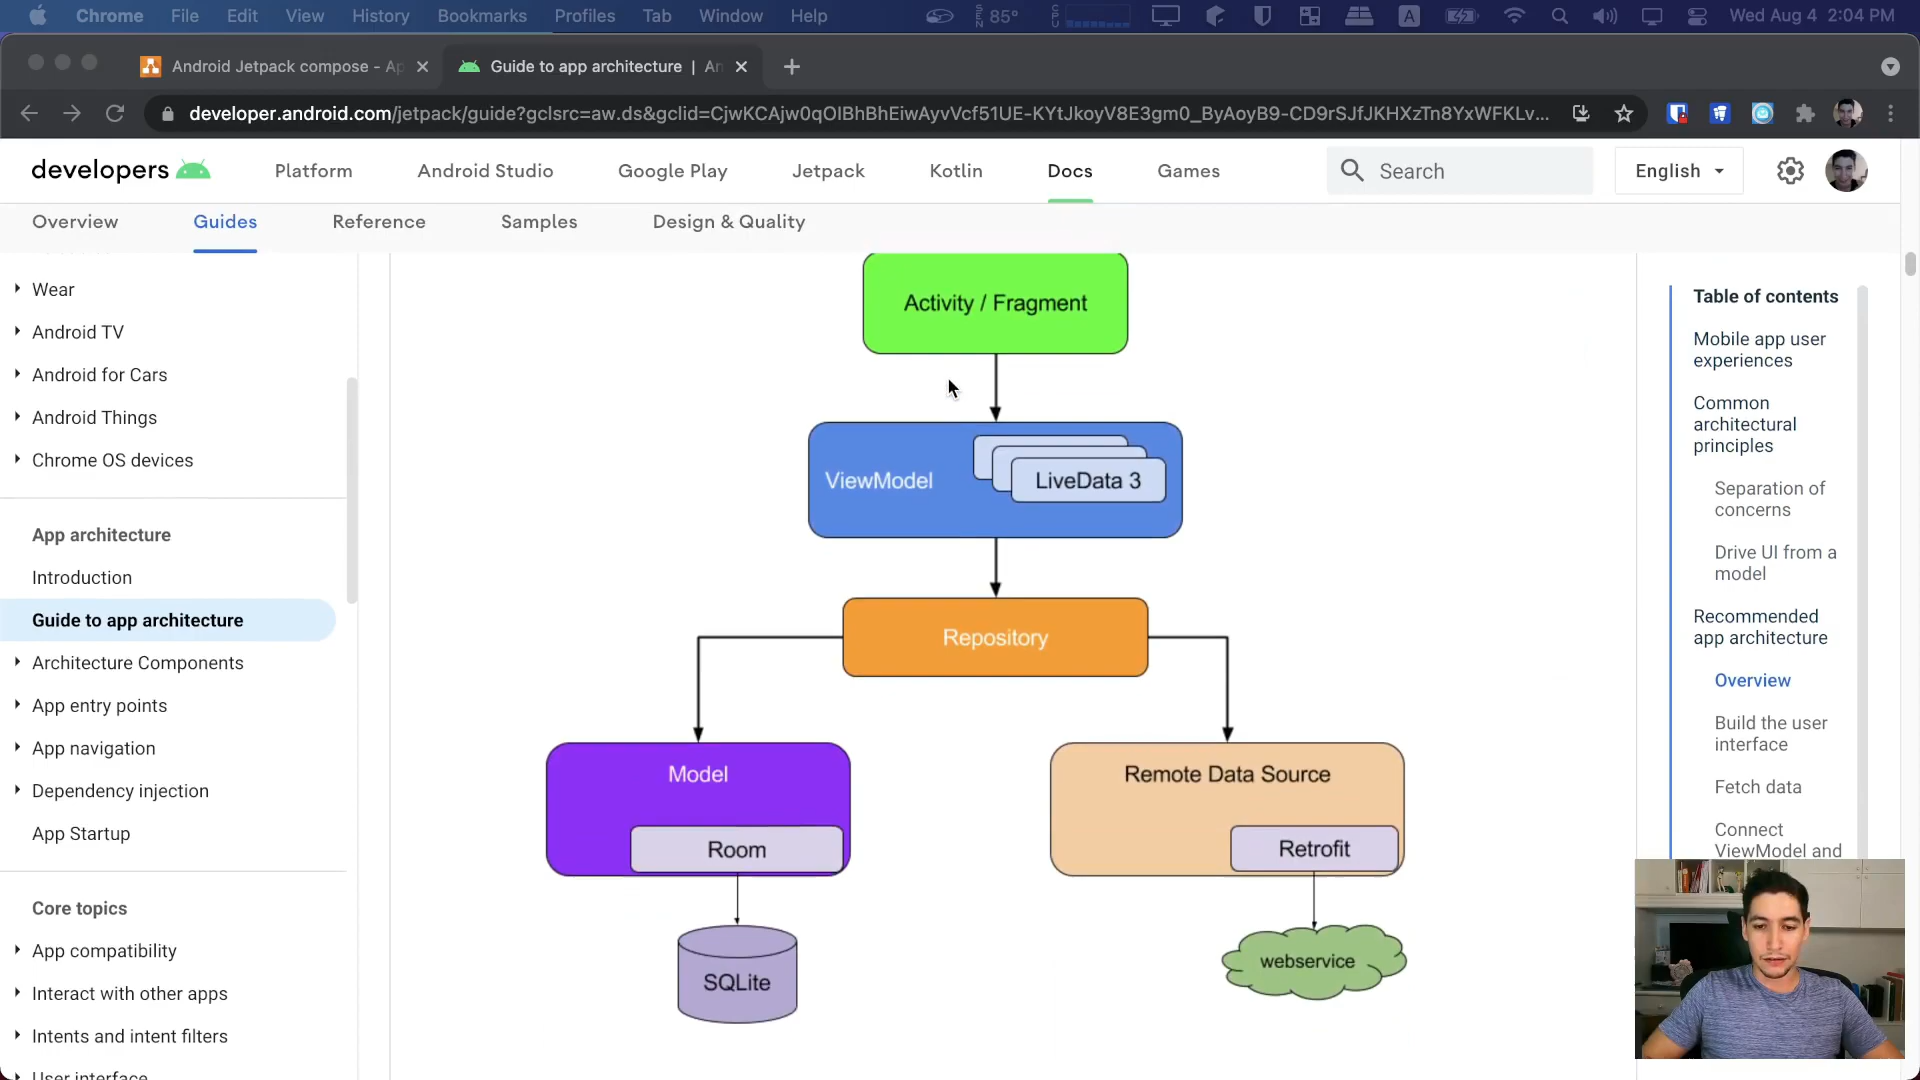 Chrome File Edit View History Bookmarks Profiles Tab Window Help SEN 85° CPU A Wed Aug 4 2:04 PM
Android Jetpack compose - Ap
Guide to app architecture | An
developer.android.com/jetpack/guide?gclsrc=aw.ds&gclid=CjwKCAjw0qOIBhBhEiwAyvVcf51UE-KYtJkoyV8E3gm0_ByAoyB9-CD9rSJfJKHXzTn8YxWFKLv...
developers Platform Android Studio Google Play Jetpack Kotlin Docs Games Search English
Overview Guides Reference Samples Design & Quality
Wear
Android TV
Android for Cars
Android Things
Chrome OS devices
App architecture
Introduction
Guide to app architecture
Architecture Components
App entry points
App navigation
Dependency injection
App Startup
Core topics
App compatibility
Interact with other apps
Intents and intent filters
User interface
Activity / Fragment
ViewModel
LiveData 3
Repository
Model
Room
SQLite
Remote Data Source
Retrofit
webservice
Table of contents
Mobile app user
experiences
Common
architectural
principles
Separation of
concerns
Drive UI from a
model
Recommended
app architecture
Overview
Build the user
interface
Fetch data
Connect
ViewModel and